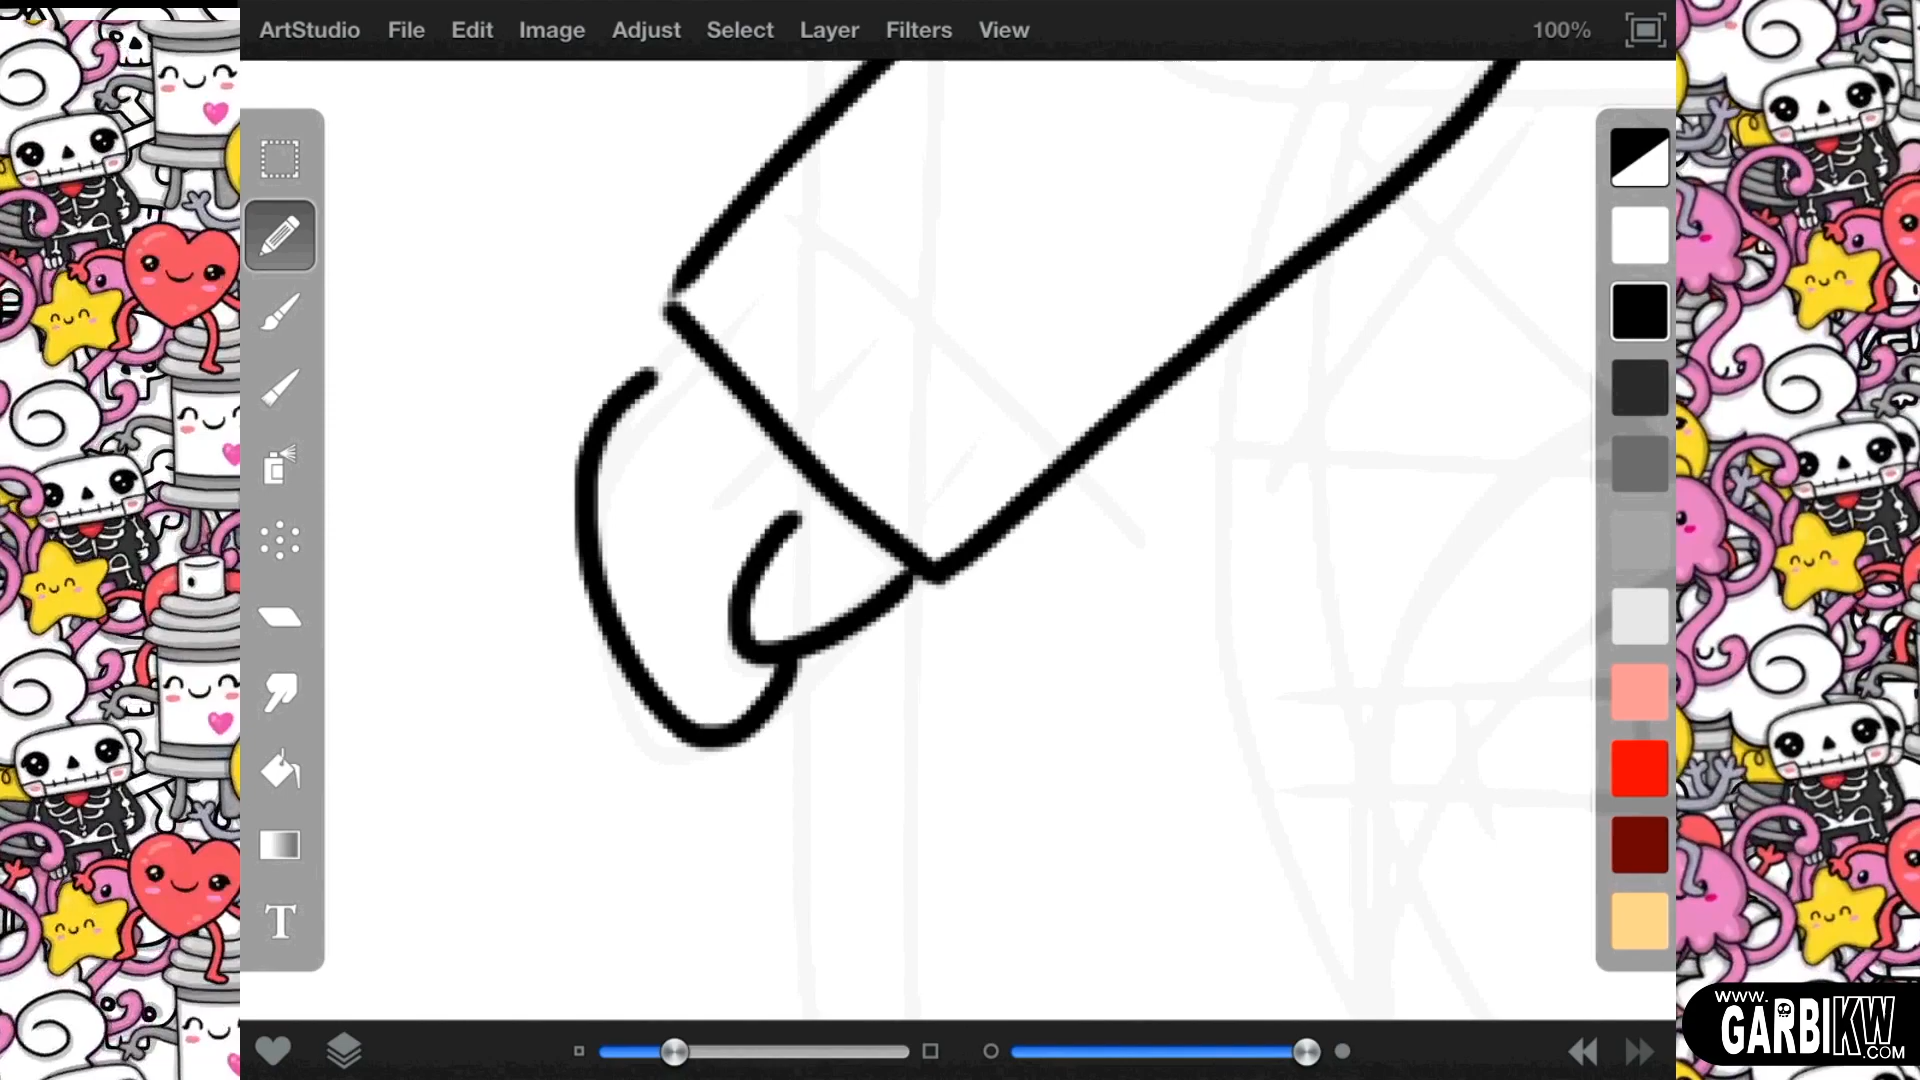 ArtStudio File Edit Image Adjust Select Layer Filters View 100%
T
WWW.
GARBIKW
.COM